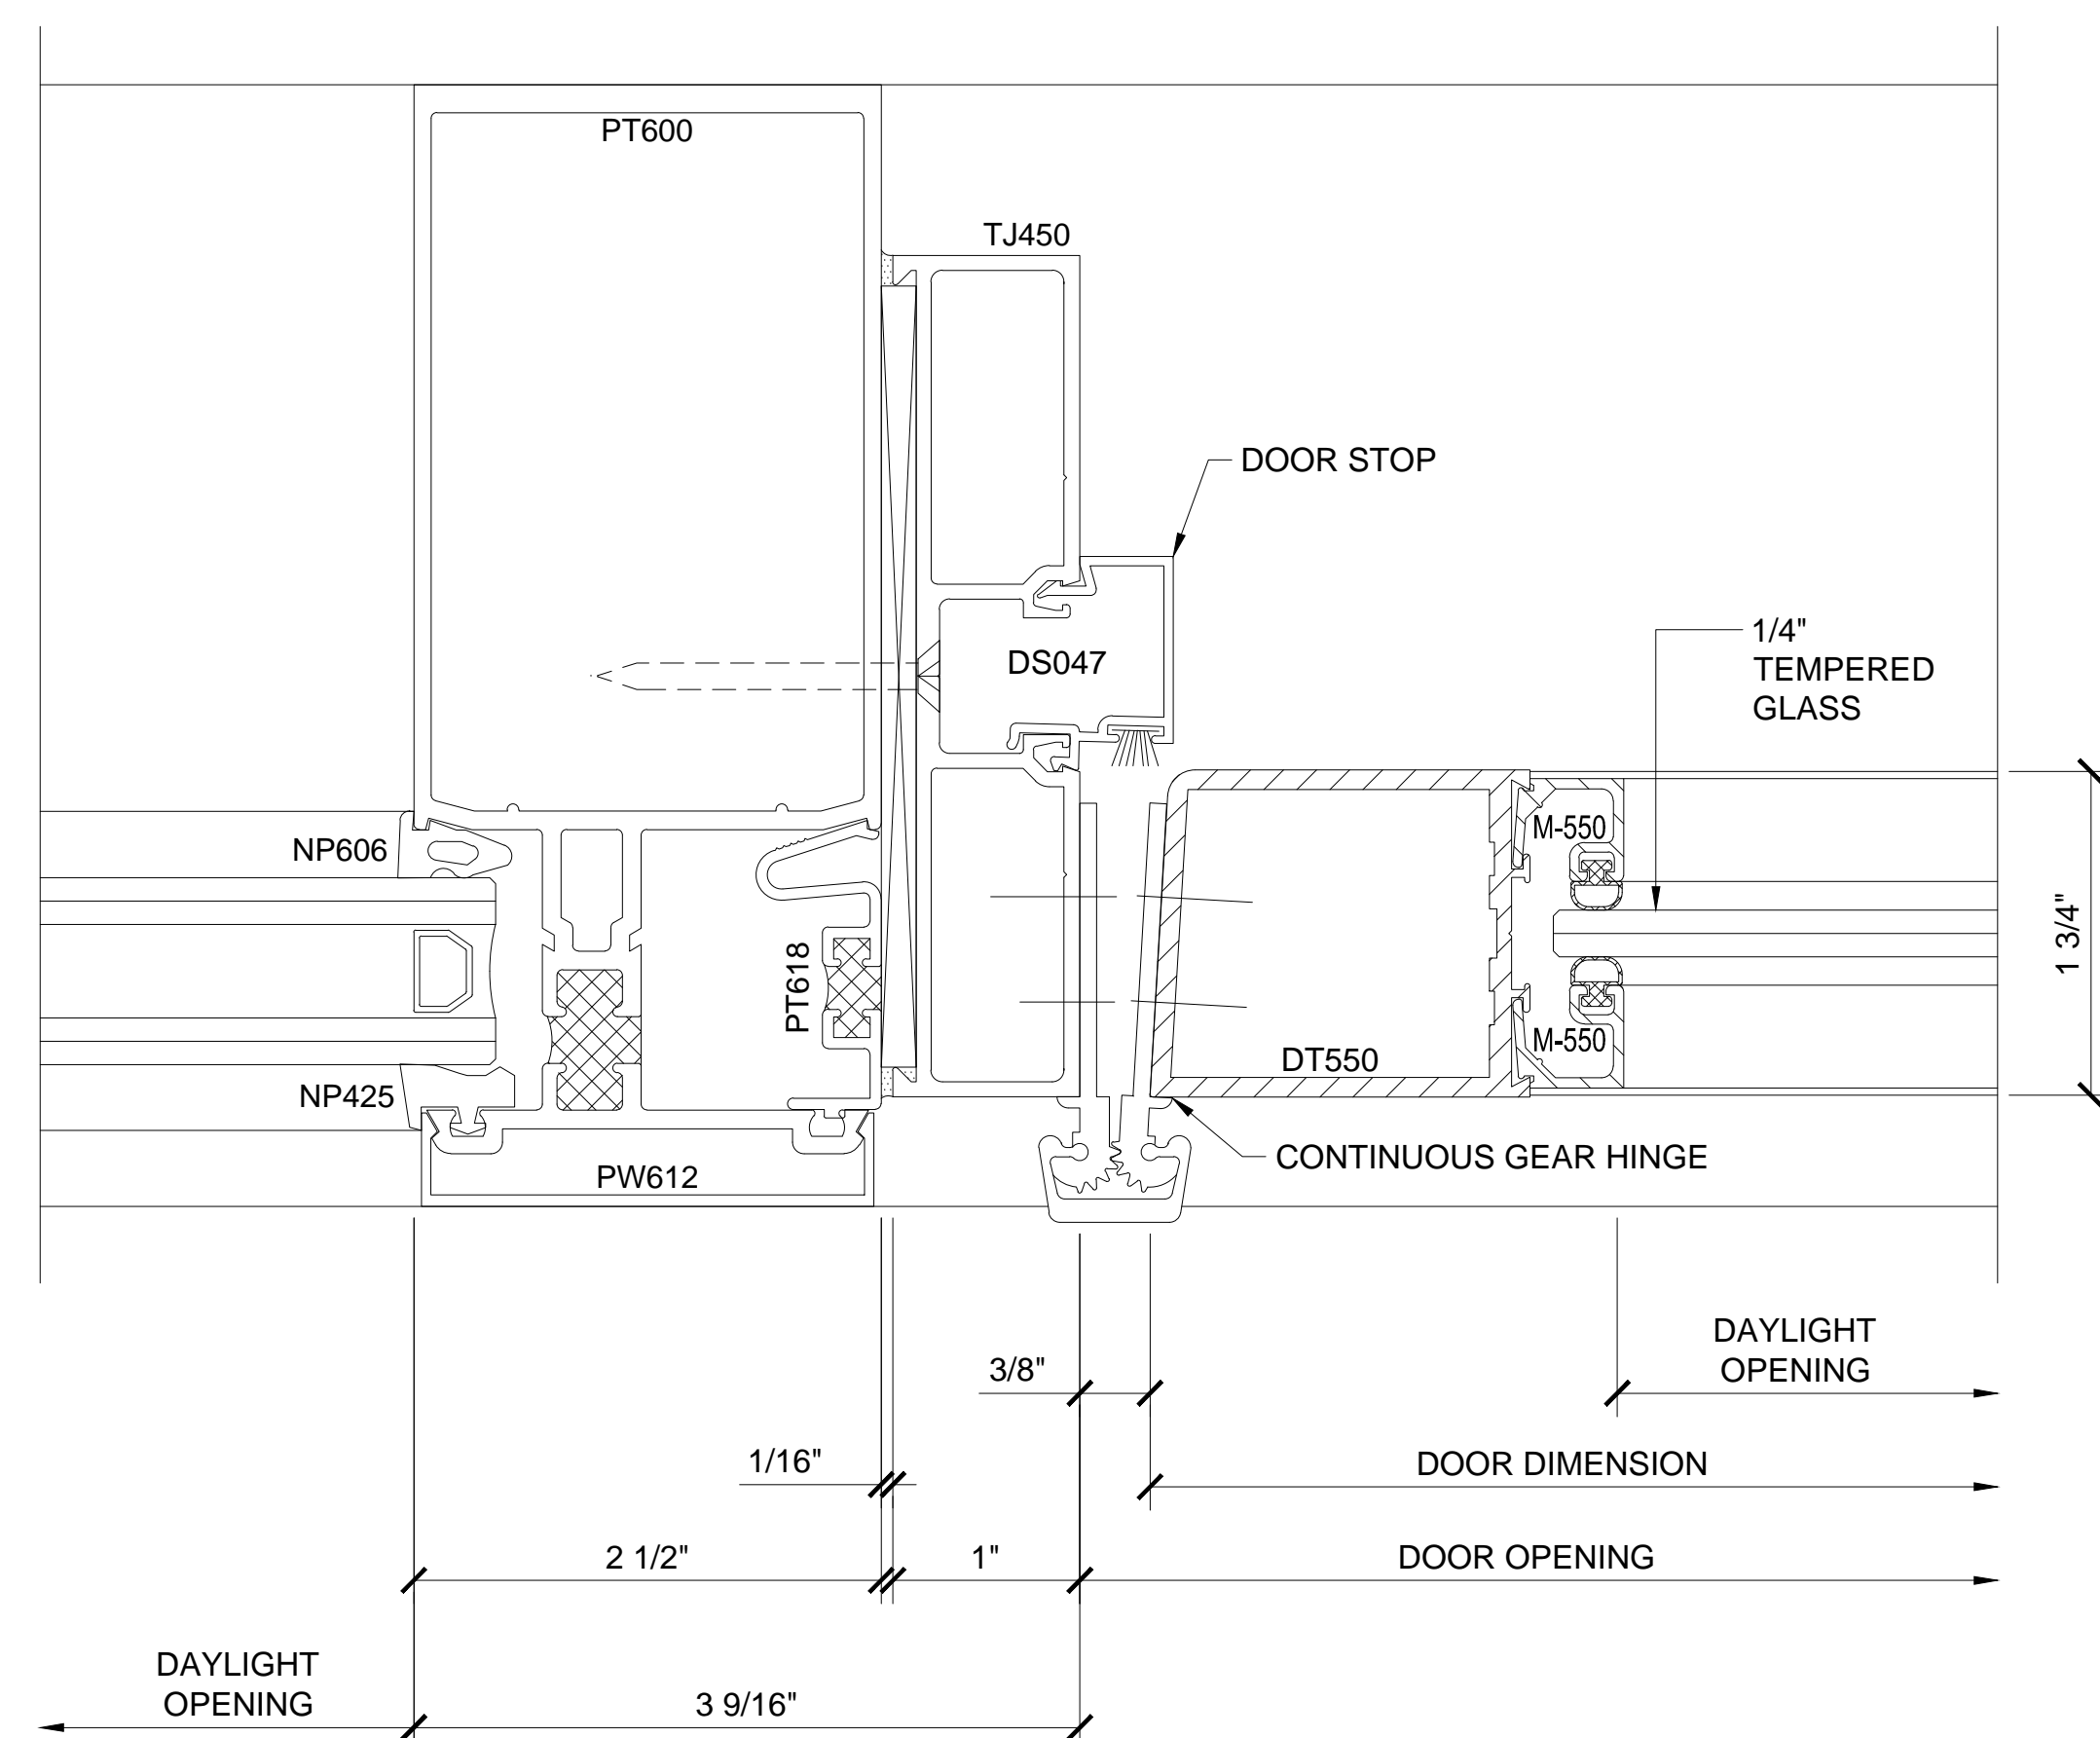 PT600
TJ450
DOOR STOP
DS047
1/4"
TEMPERED
GLASS
NP606
M-550
PT618
1 3/4"
M-550
DT550
NP425
CONTINUOUS GEAR HINGE
PW612
DAYLIGHT
OPENING
3/8"
DOOR DIMENSION
1/16"
2 1/2"
1"
DOOR OPENING
DAYLIGHT
OPENING
3 9/16"